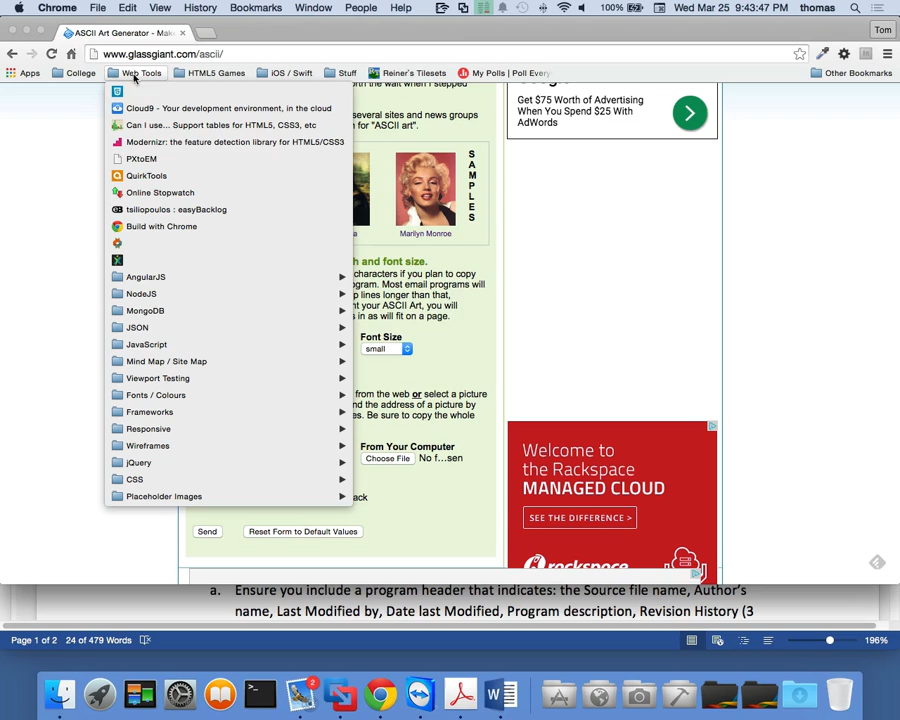 Chrome File Edit View History Bookmarks Window People Help 100% Wed Mar 25 9:43:47 PM thomas
ASCII Art Generator - Mak Tom
www.glassgiant.com/ascii/
Apps College Web Tools HTML5 Games iOS / Swift Stuff Reiner's Tilesets My Polls | Poll Every Other Bookmarks
Cloud9 - Your development environment, in the cloud
Can I use... Support tables for HTML5, CSS3, etc
Modernizr: the feature detection library for HTML5/CSS3
PXtoEM
QuirkTools
Online Stopwatch
tsiliopoulos : easyBacklog
Build with Chrome
AngularJS
NodeJS
MongoDB
JSON
JavaScript
Mind Map / Site Map
Viewport Testing
Fonts / Colours
Frameworks
Responsive
Wireframes
jQuery
CSS
Placeholder Images
orth the wait when I stepped
several sites and news groups
n for "ASCII art".
SAMPLES
a Marilyn Monroe
h and font size.
characters if you plan to copy
ogram. Most email programs will
p lines longer than that,
t your ASCII Art, you will
s in as will fit on a page.
Font Size
small
from the web or select a picture
nd the address of a picture by
es. Be sure to copy the whole
From Your Computer
Choose File No f...sen
ck
Send Reset Form to Default Values
Get $75 Worth of Advertising
When You Spend $25 With
AdWords
Welcome to
the Rackspace
MANAGED CLOUD
SEE THE DIFFERENCE >
rackspace
a. Ensure you include a program header that indicates: the Source file name, Author's
name, Last Modified by, Date last Modified, Program description, Revision History (3
Page 1 of 2 24 of 479 Words 196%
2